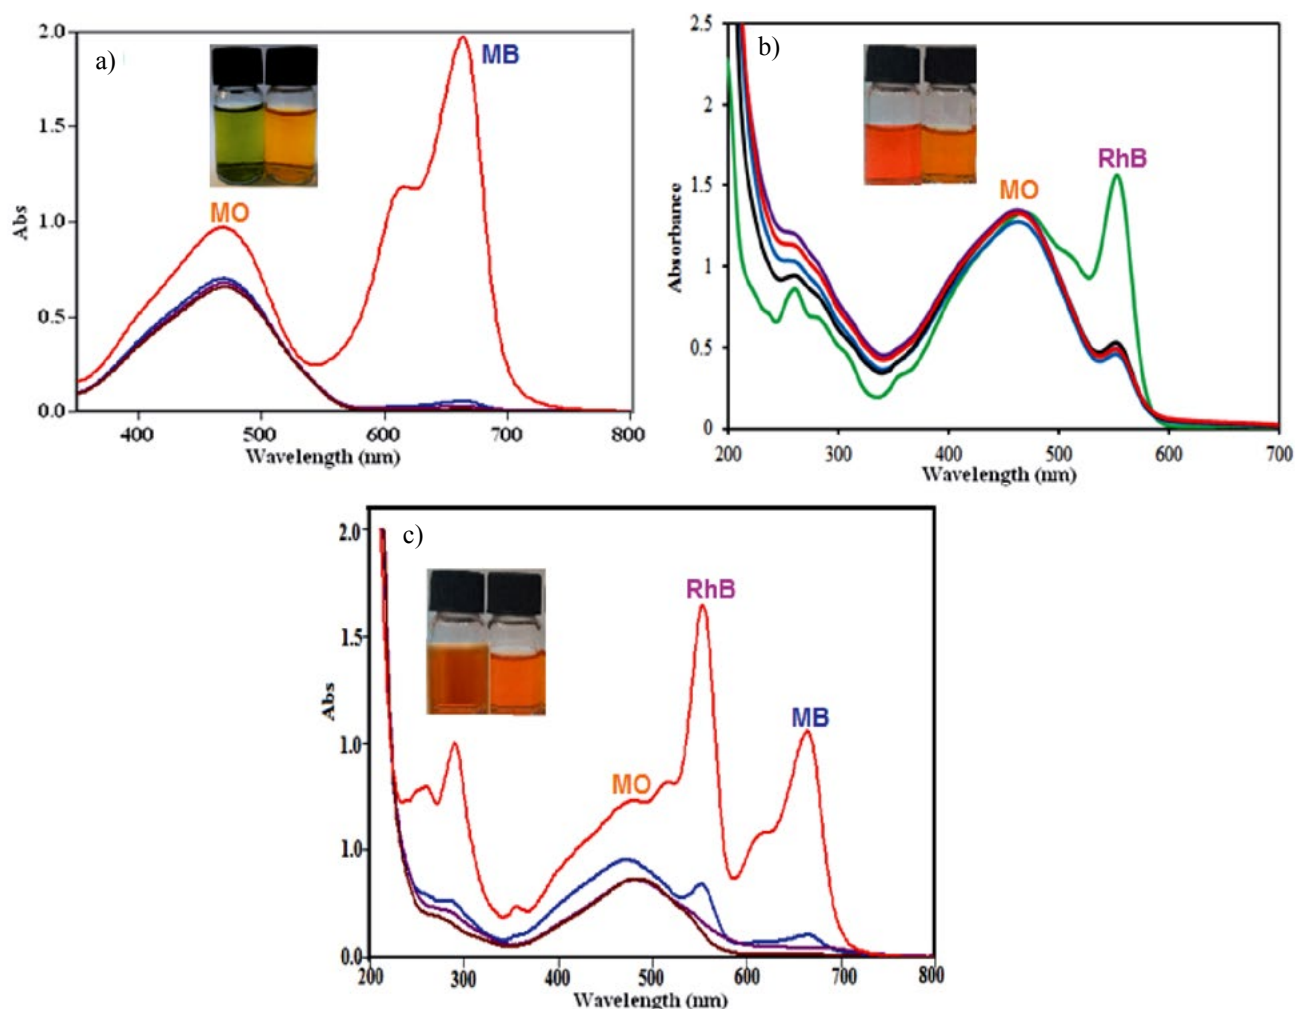 a)
MB
MO
2.0
1.5
1.0
0.5
0.0
Abs
400 500 600 700 800
Wavelength (nm)
b)
RhB
MO
2.5
2
1.5
1
0.5
0
Absorbance
200 300 400 500 600 700
Wavelength (nm)
c)
RhB
MB
MO
2.0
1.5
1.0
1.0
0.0
Abs
200 300 400 500 600 700 800
Wavelength (nm)